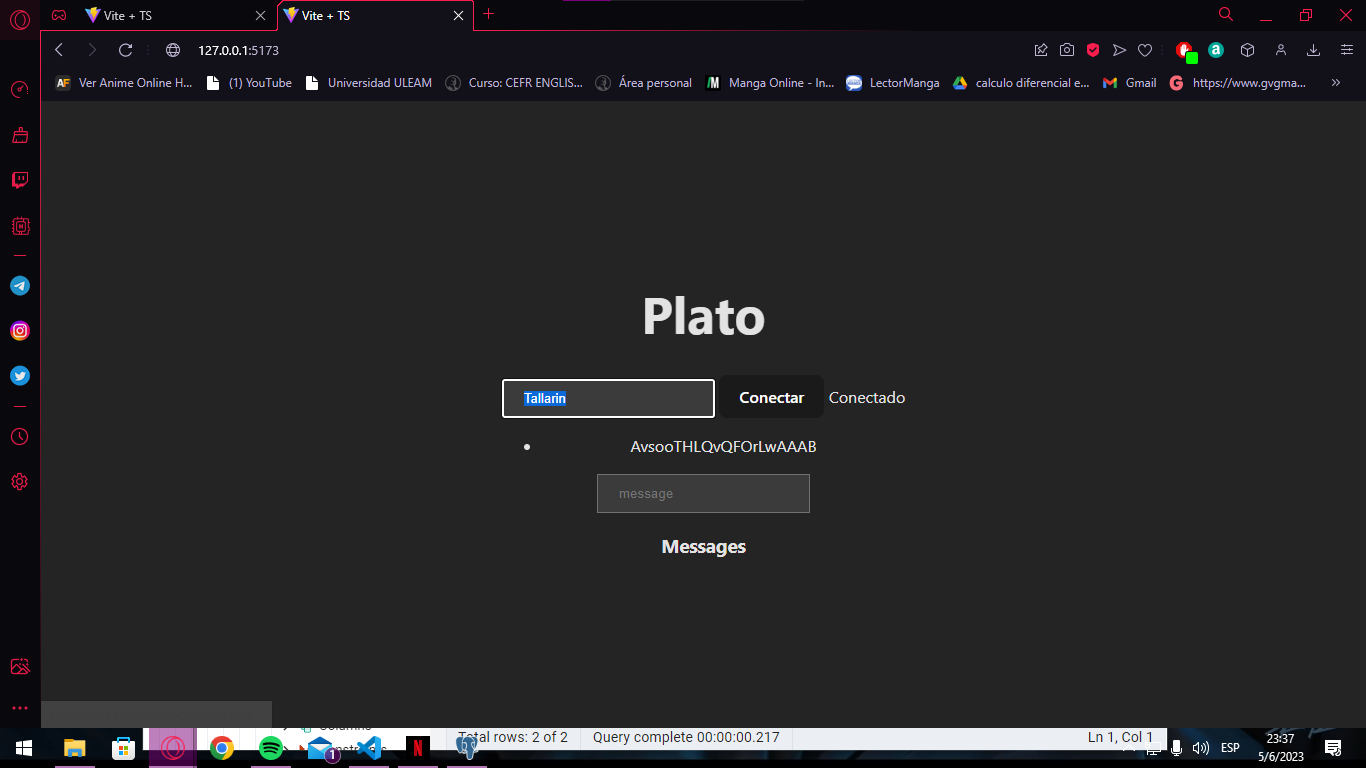 Vite + TS
Vite + TS
127.0.0.1:5173
AF Ver Anime Online H...
(1) YouTube
Universidad ULEAM
Curso: CEFR ENGLIS...
Área personal
Manga Online - In...
LectorManga
calculo diferencial e...
Gmail
https://www.gvgma...
Plato
Tallarin
Conectar
Conectado
AvsooTHLQvQFOrLwAAAB
message
Messages
Total rows: 2 of 2
Query complete 00:00:00.217
Ln 1, Col 1
1
ESP
23:37
5/6/2023